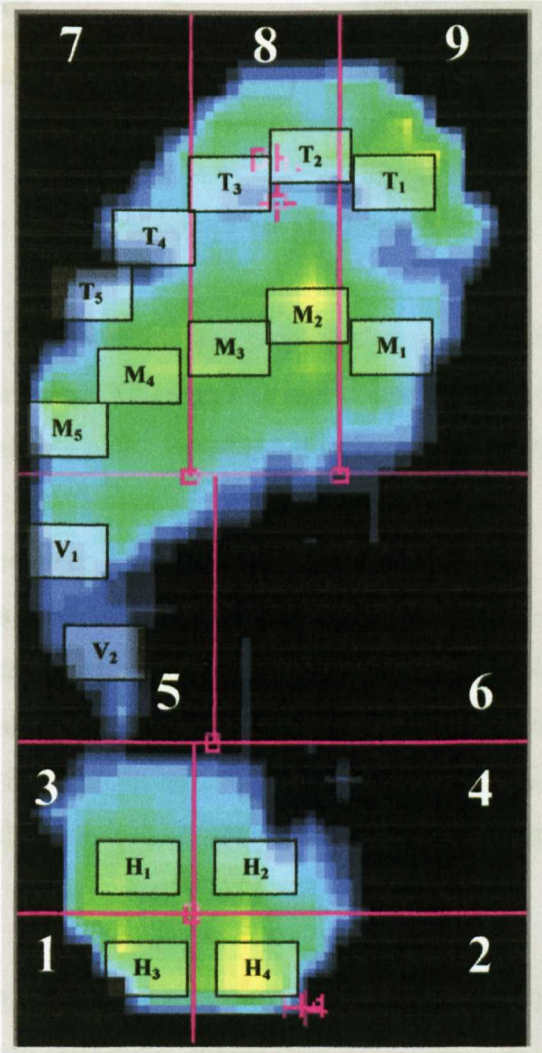 7 8 9
T₂
T₃ T₁
T₄
T₅
M₂
M₃ M₁
M₄
M₅
V₁
V₂
5 6
3 4
H₁ H₂
1 2
H₃ H₄